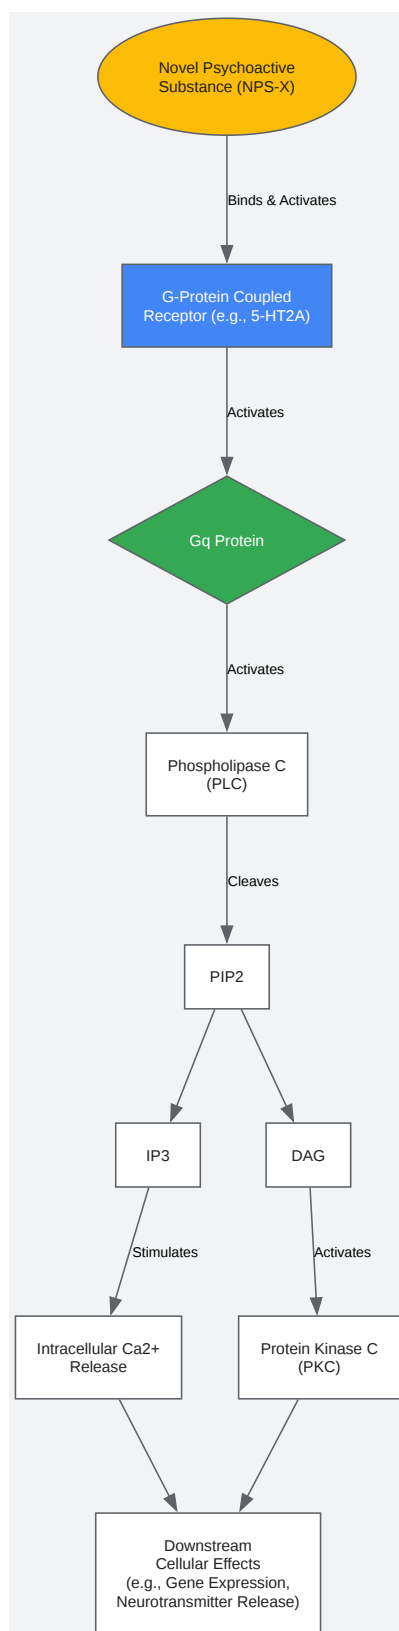 Novel Psychoactive
Substance (NPS-X)
Binds & Activates
G-Protein Coupled
Receptor (e.g., 5-HT2A)
Activates
Gq Protein
Activates
Phospholipase C
(PLC)
Cleaves
PIP2
IP3
DAG
Stimulates
Activates
Intracellular Ca2+
Release
Protein Kinase C
(PKC)
Downstream
Cellular Effects
(e.g., Gene Expression,
Neurotransmitter Release)